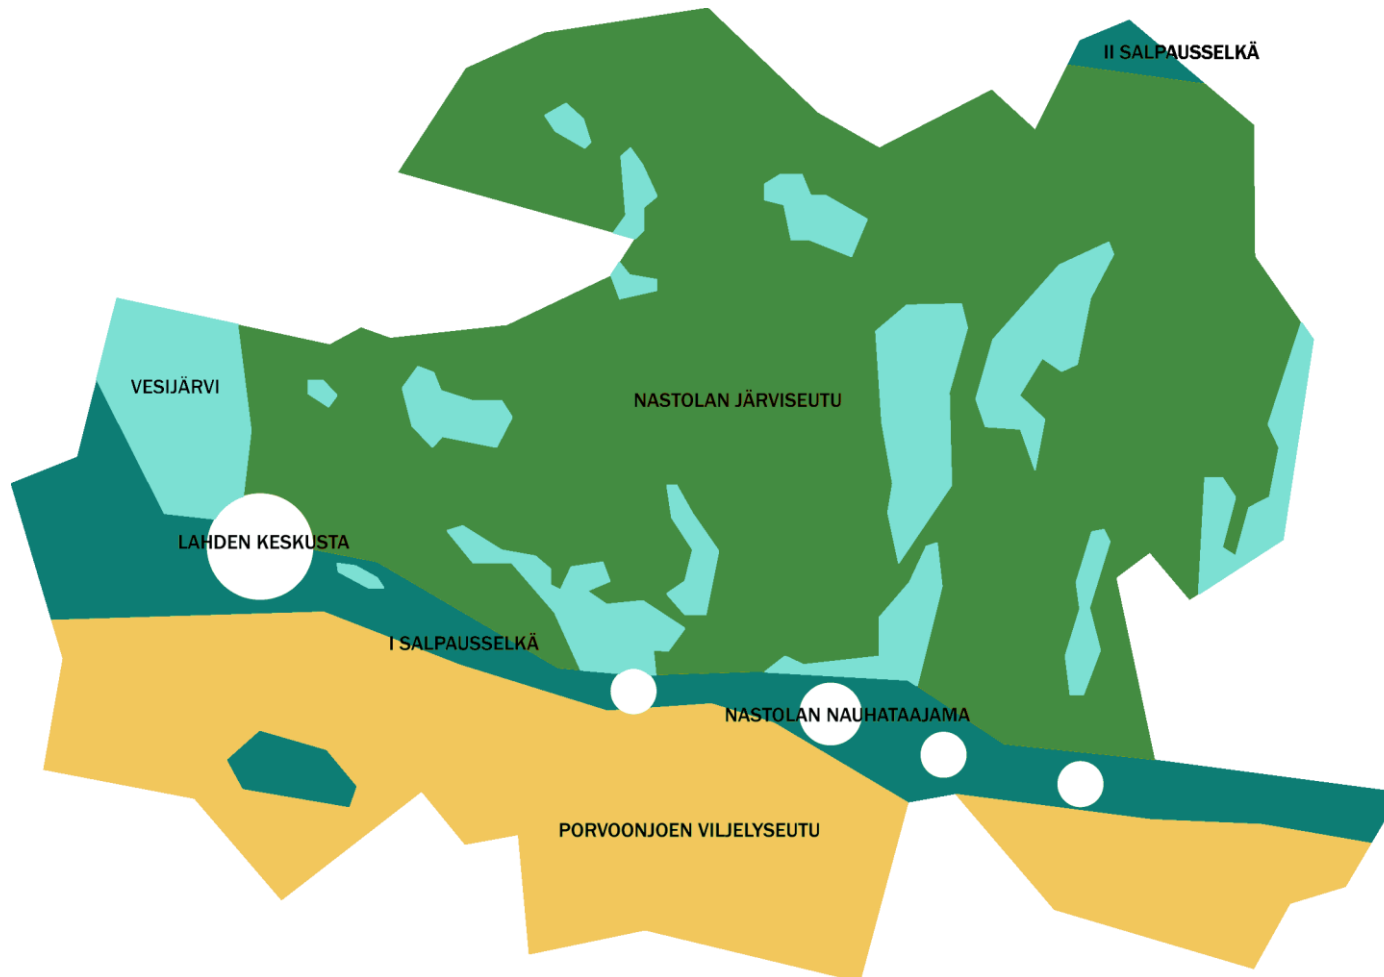 II SALPAUSSELKÄ
VESIJÄRVI
NASTOLAN JÄRVISEUTU
LAHDEN KESKUSTA
I SALPAUSSELKÄ
NASTOLAN NAUHATAAJAMA
PORVOONJOEN VILJELYSEUTU